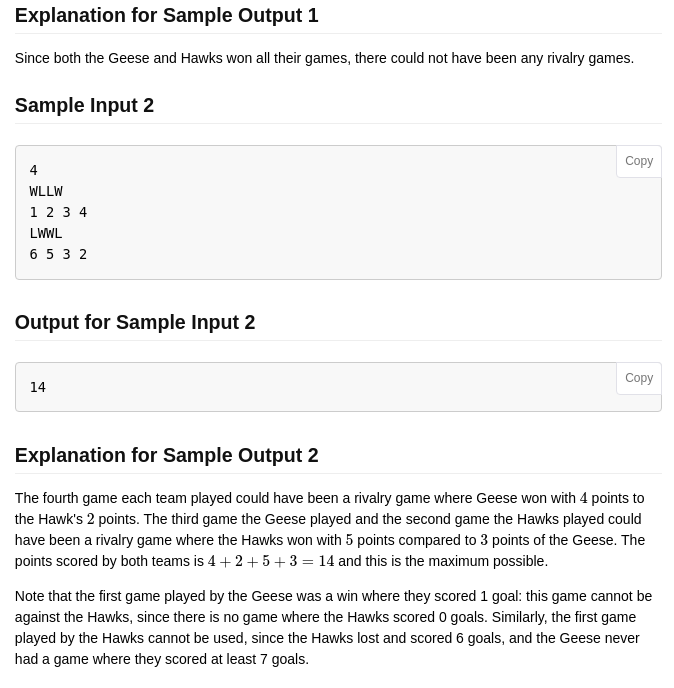 Explanation for Sample Output 1
Since both the Geese and Hawks won all their games, there could not have been any rivalry games.
Sample Input 2
Copy
4
WLLW
1 2 3 4
LWWL
6 5 3 2
Output for Sample Input 2
Copy
14
Explanation for Sample Output 2
The fourth game each team played could have been a rivalry game where Geese won with 4 points to
the Hawk's 2 points. The third game the Geese played and the second game the Hawks played could
have been a rivalry game where the Hawks won with 5 points compared to 3 points of the Geese. The
points scored by both teams is 4 + 2 + 5 + 3 = 14 and this is the maximum possible.
Note that the first game played by the Geese was a win where they scored 1 goal: this game cannot be
against the Hawks, since there is no game where the Hawks scored 0 goals. Similarly, the first game
played by the Hawks cannot be used, since the Hawks lost and scored 6 goals, and the Geese never
had a game where they scored at least 7 goals.